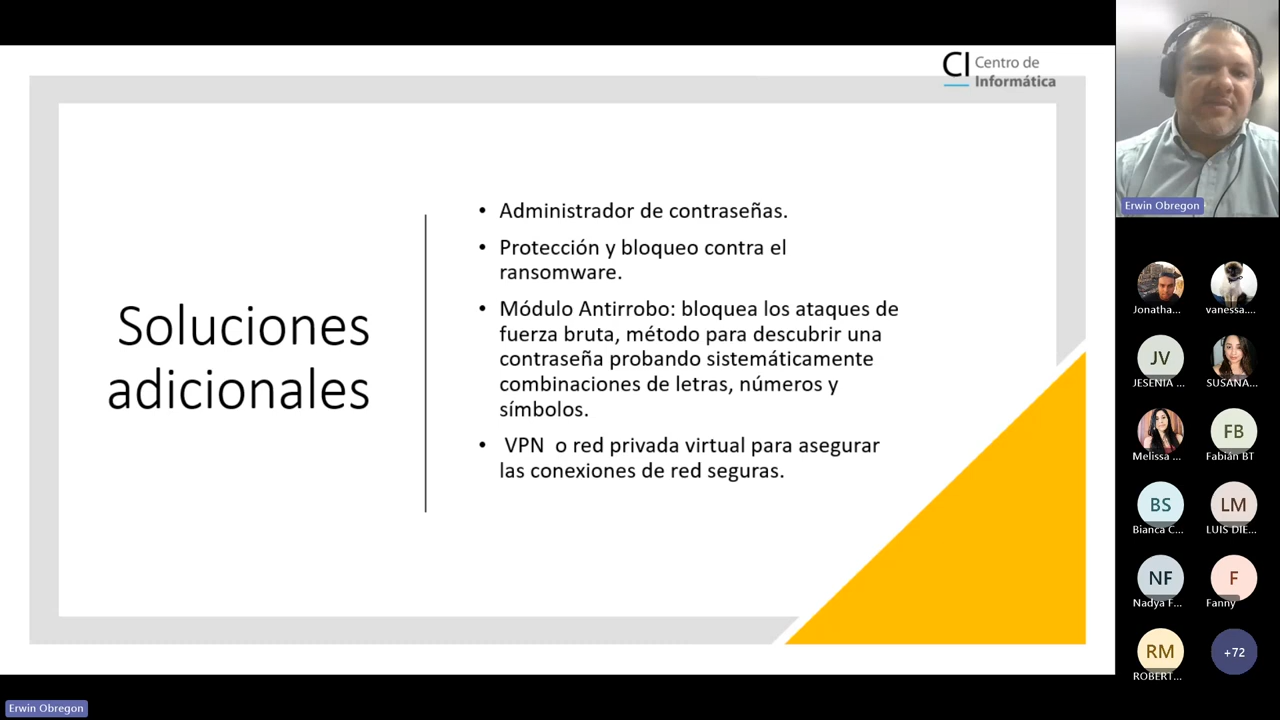 CI Centro de
Informática
Soluciones
adicionales
• Administrador de contraseñas.
• Protección y bloqueo contra el
ransomware.
• Módulo Antirrobo: bloquea los ataques de
fuerza bruta, método para descubrir una
contraseña probando sistemáticamente
combinaciones de letras, números y
símbolos.
• VPN o red privada virtual para asegurar
las conexiones de red seguras.
Erwin Obregon
Jonatha...
vanessa....
JV
JESENIA ...
SUSANA...
Melissa ...
FB
Fabián BT
BS
Bianca C...
LM
LUIS DIE...
NF
Nadya F...
F
Fanny
RM
ROBERT...
+72
Erwin Obregon